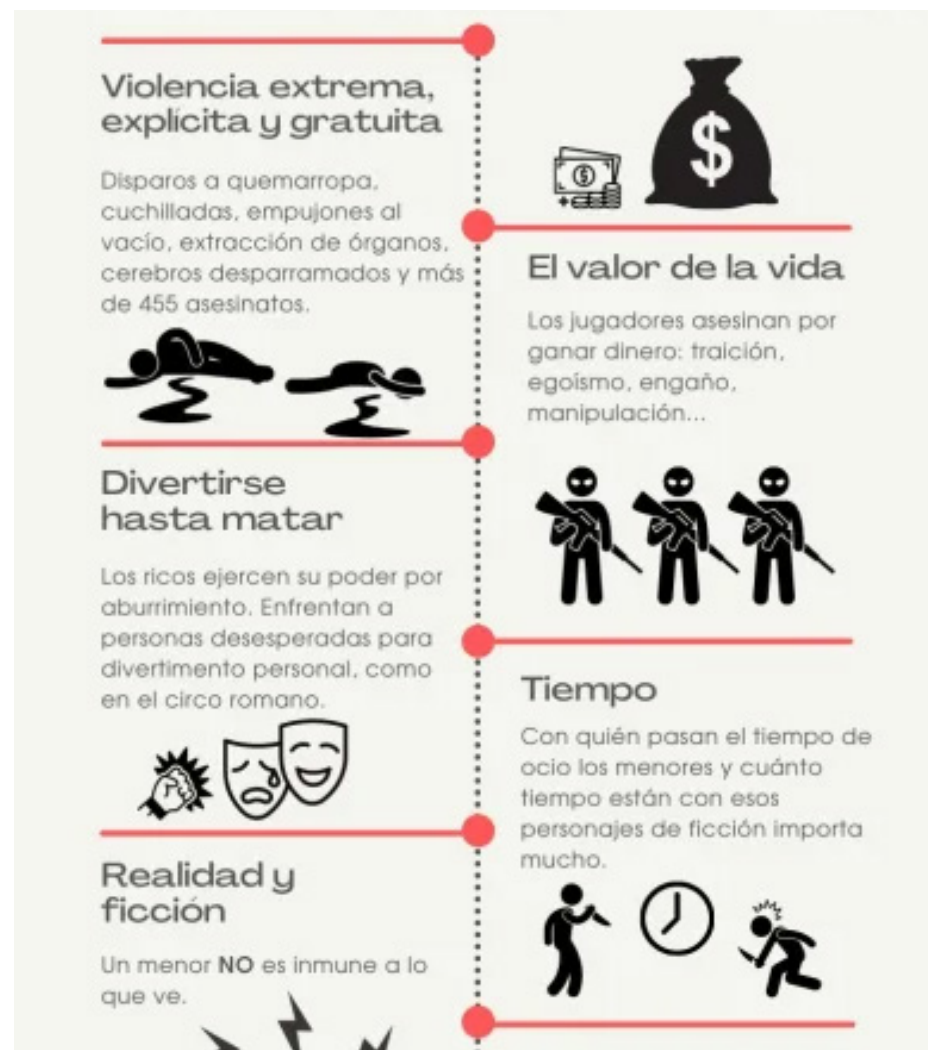 Violencia extrema,
explícita y gratuita
Disparos a quemarropa,
cuchilladas, empujones al
vacío, extracción de órganos,
cerebros desparramados y más
de 455 asesinatos.
$
$
El valor de la vida
Los jugadores asesinan por
ganar dinero: traición,
egoísmo, engaño,
manipulación...
Divertirse
hasta matar
Los ricos ejercen su poder por
aburrimiento. Enfrentan a
personas desesperadas para
divertimento personal, como
en el circo romano.
Tiempo
Con quién pasan el tiempo de
ocio los menores y cuánto
tiempo están con esos
personajes de ficción importa
mucho.
Realidad y
ficción
Un menor NO es inmune a lo
que ve.